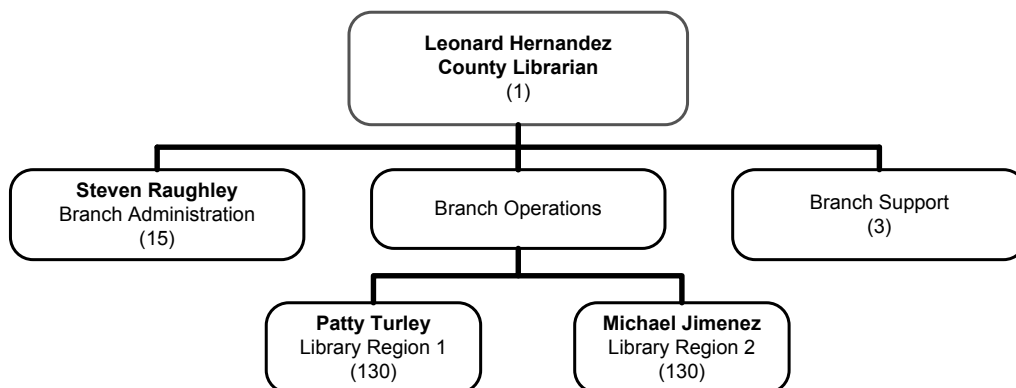 Leonard Hernandez
County Librarian
(1)
Steven Raughley
Branch Administration
(15)
Branch Operations
Branch Support
(3)
Patty Turley
Library Region 1
(130)
Michael Jimenez
Library Region 2
(130)